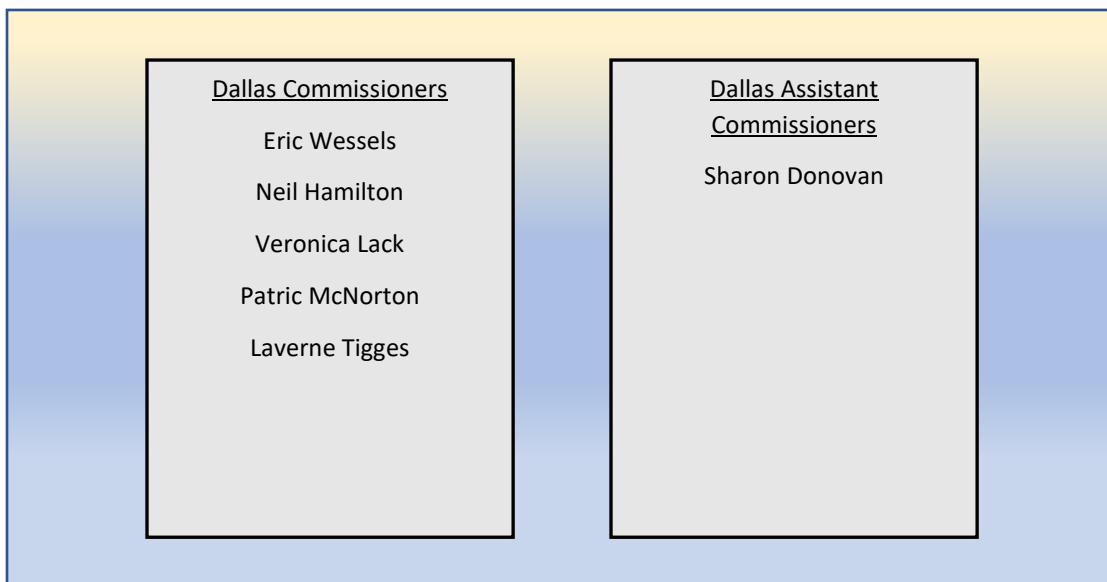 Dallas Commissioners
Eric Wessels
Neil Hamilton
Veronica Lack
Patric McNorton
Laverne Tigges
Dallas Assistant
Commissioners
Sharon Donovan